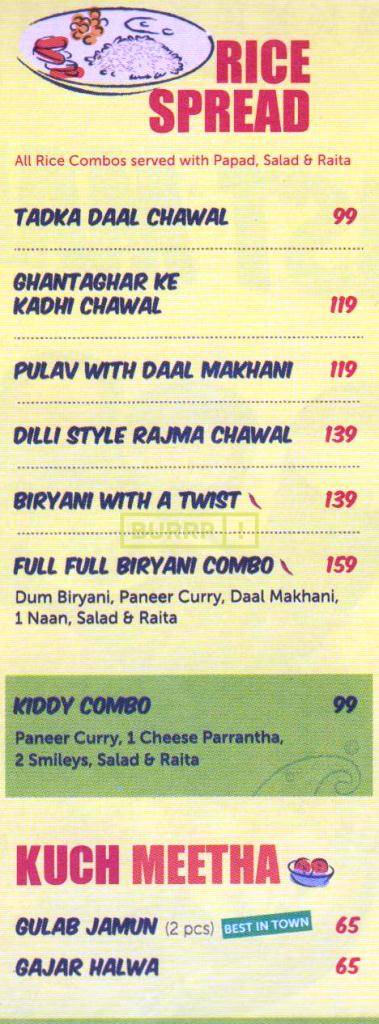 RICE
SPREAD
All Rice Combos served with Papad, Salad & Raita
TADKA DAAL CHAWAL 99
GHANTAGHAR KE
KADHI CHAWAL 119
PULAV WITH DAAL MAKHANI 119
DILLI STYLE RAJMA CHAWAL 139
BIRYANI WITH A TWIST 139
BURRP!
FULL FULL BIRYANI COMBO 159
Dum Biryani, Paneer Curry, Daal Makhani,
1 Naan, Salad & Raita
KIDDY COMBO 99
Paneer Curry, 1 Cheese Parrantha,
2 Smileys, Salad & Raita
KUCH MEETHA
GULAB JAMUN (2 pcs) BEST IN TOWN 65
GAJAR HALWA 65